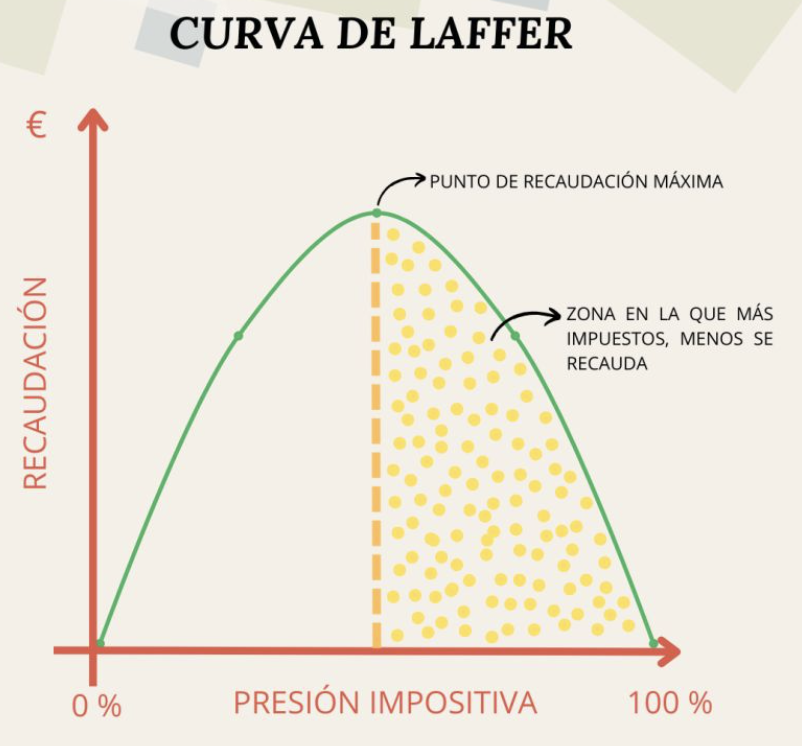 CURVA DE LAFFER
€
PUNTO DE RECAUDACIÓN MÁXIMA
ZONA EN LA QUE MÁS
IMPUESTOS, MENOS SE
RECAUDA
RECAUDACIÓN
0 %
PRESIÓN IMPOSITIVA
100 %